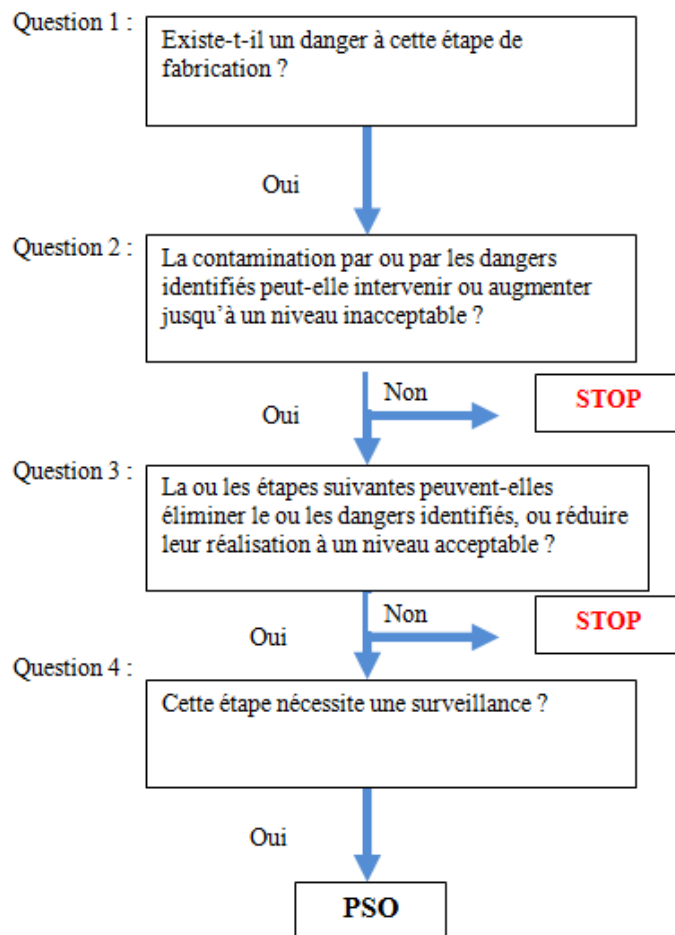 Question 1 :
Existe-t-il un danger à cette étape de
fabrication ?
Oui
Question 2 :
La contamination par ou par les dangers
identifiés peut-elle intervenir ou augmenter
jusqu'à un niveau inacceptable ?
Non
STOP
Oui
Question 3 :
La ou les étapes suivantes peuvent-elles
éliminer le ou les dangers identifiés, ou réduire
leur réalisation à un niveau acceptable ?
Non
STOP
Oui
Question 4 :
Cette étape nécessite une surveillance ?
Oui
PSO